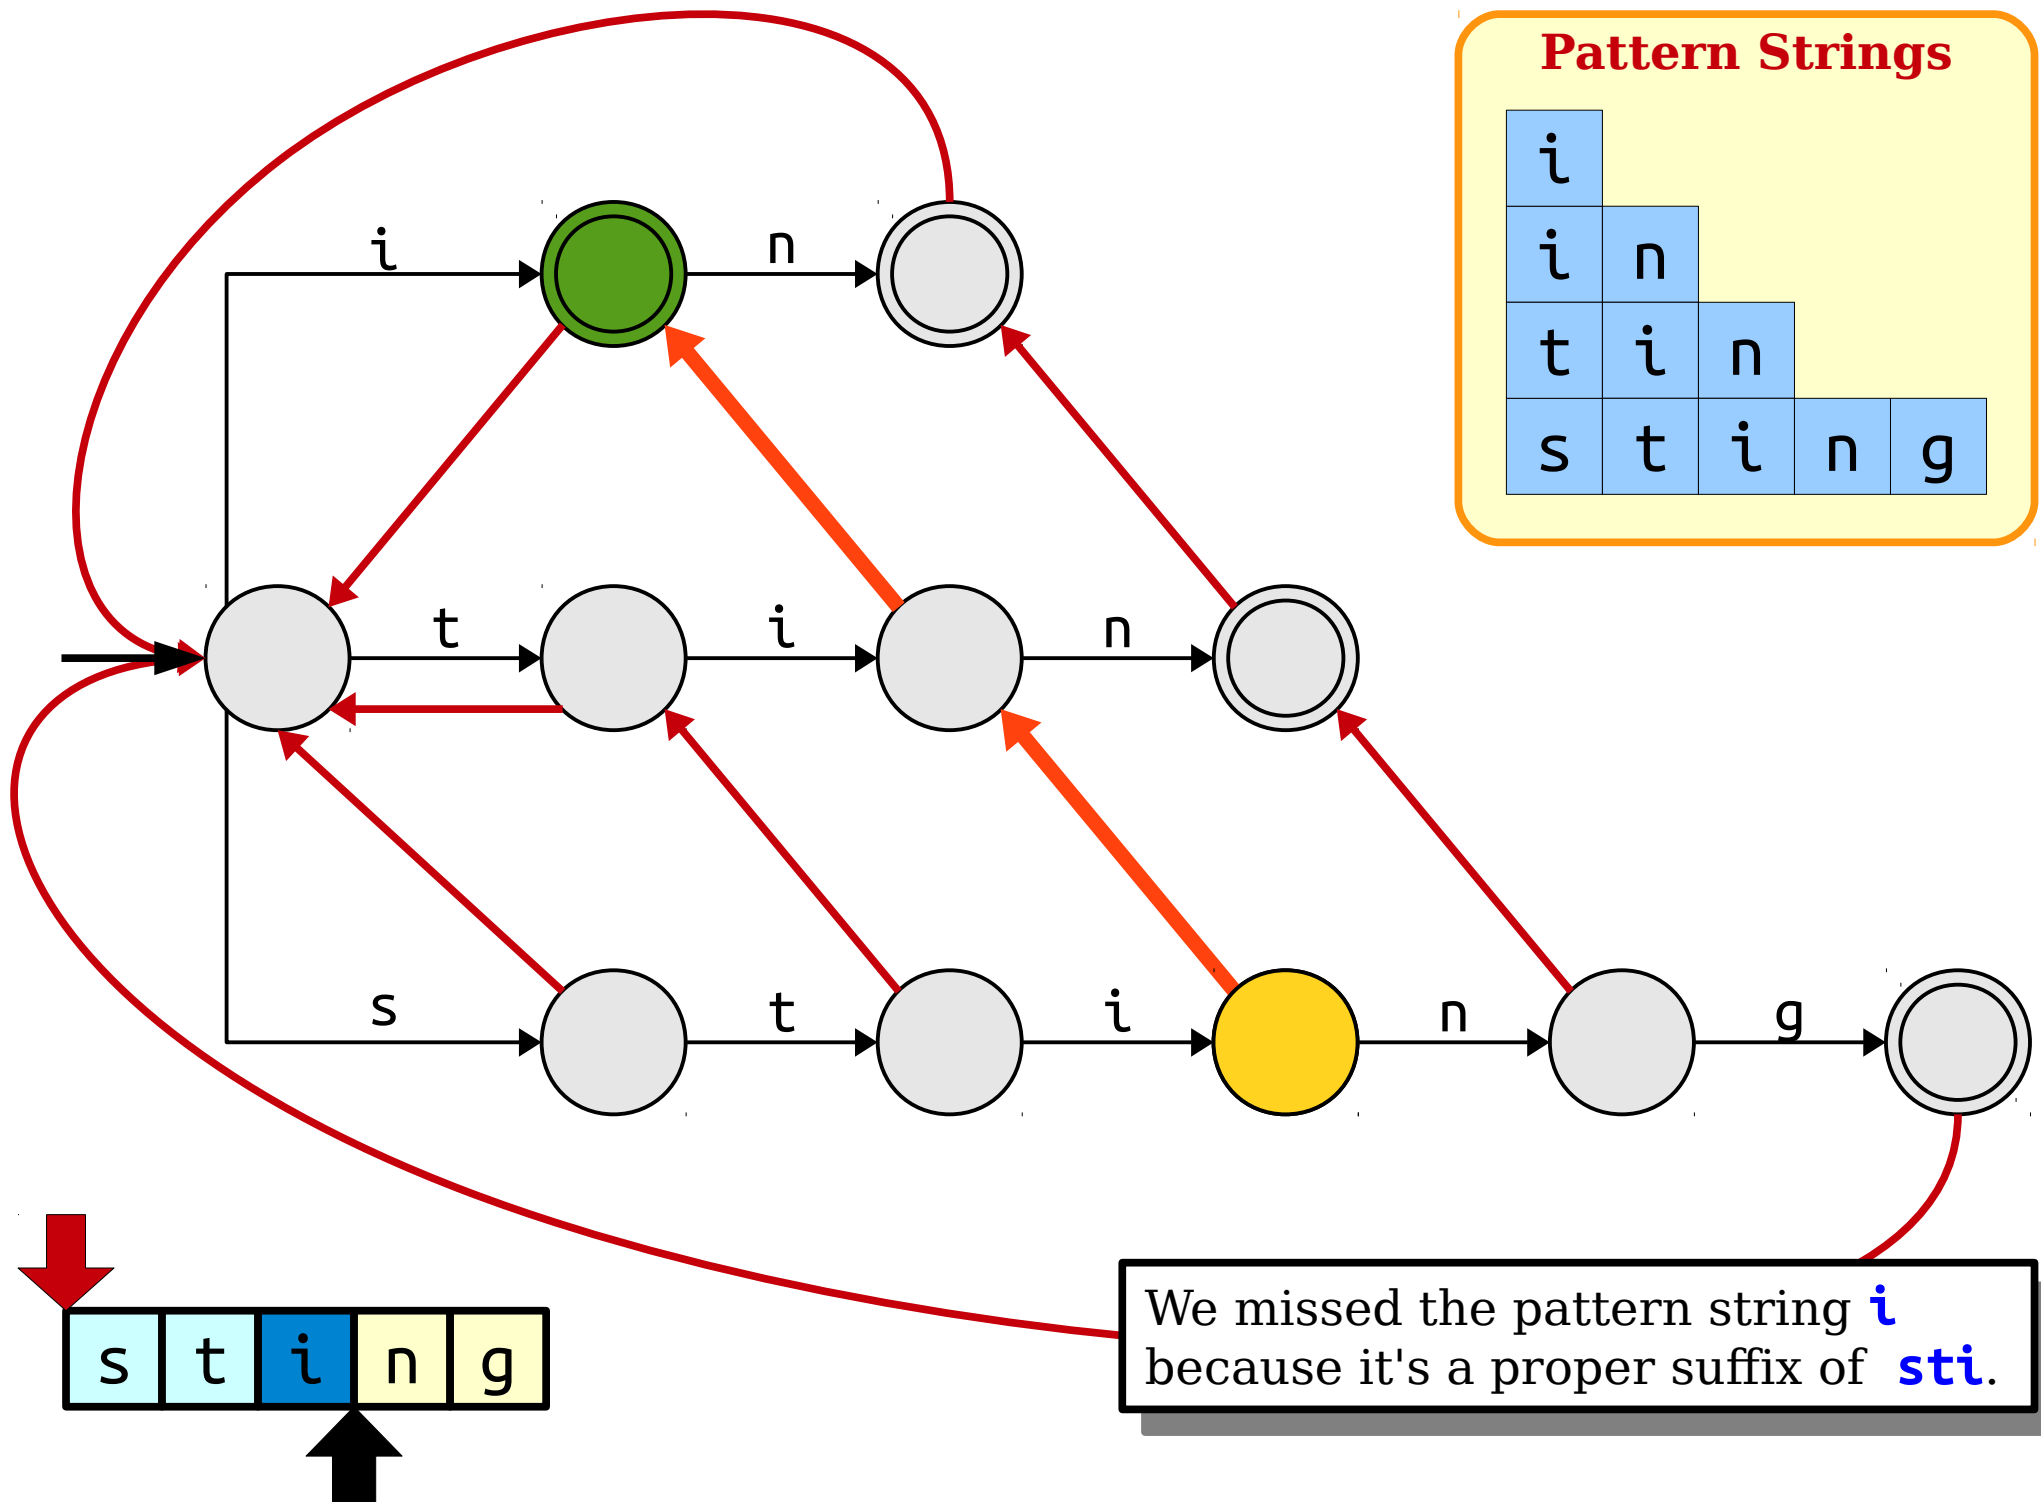 Pattern Strings
i
i n
t i n
s t i n g
i n
t i n
s t i n g
s t i n g
We missed the pattern string i
because it's a proper suffix of sti.